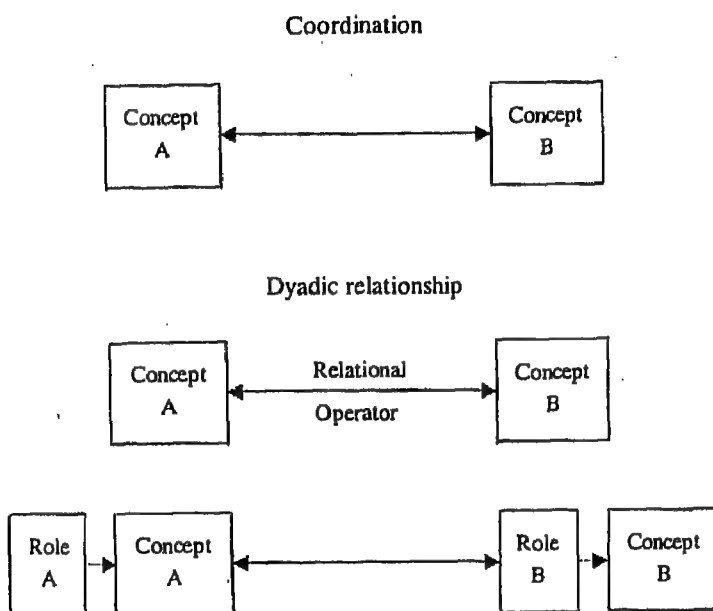 Coordination
Concept
A
Concept
B
Dyadic relationship
Concept
A
Relational
Operator
Concept
B
Role
A
Concept
A
Role
B
Concept
B